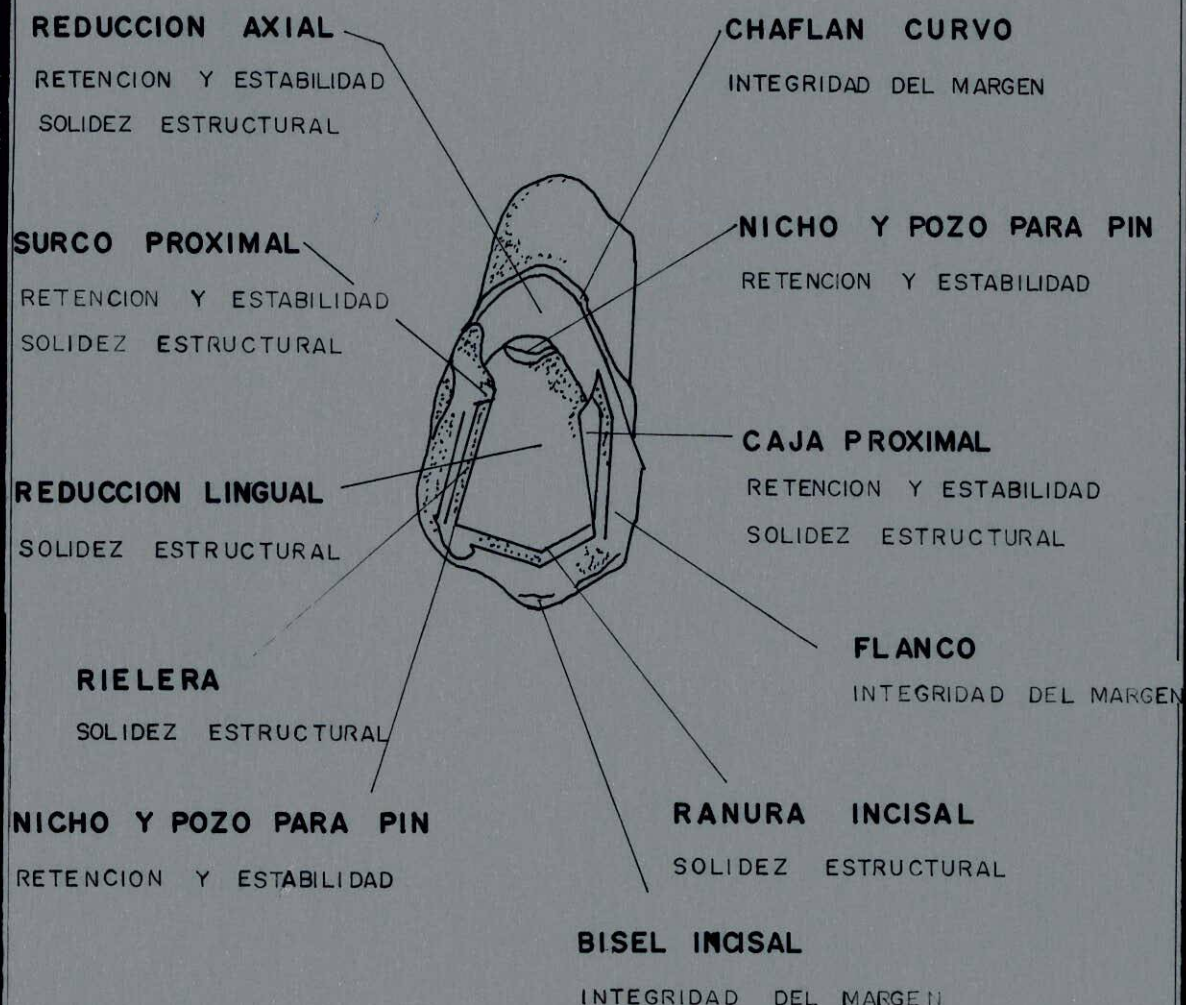 REDUCCION AXIAL
RETENCION Y ESTABILIDAD
SOLIDEZ ESTRUCTURAL
CHAFLAN CURVO
INTEGRIDAD DEL MARGEN
SURCO PROXIMAL
RETENCION Y ESTABILIDAD
SOLIDEZ ESTRUCTURAL
NICHO Y POZO PARA PIN
RETENCION Y ESTABILIDAD
REDUCCION LINGUAL
SOLIDEZ ESTRUCTURAL
CAJA PROXIMAL
RETENCION Y ESTABILIDAD
SOLIDEZ ESTRUCTURAL
RIELERA
SOLIDEZ ESTRUCTURAL
FLANCO
INTEGRIDAD DEL MARGEN
NICHO Y POZO PARA PIN
RETENCION Y ESTABILIDAD
RANURA INCISAL
SOLIDEZ ESTRUCTURAL
BISEL INCISAL
INTEGRIDAD DEL MARGEN